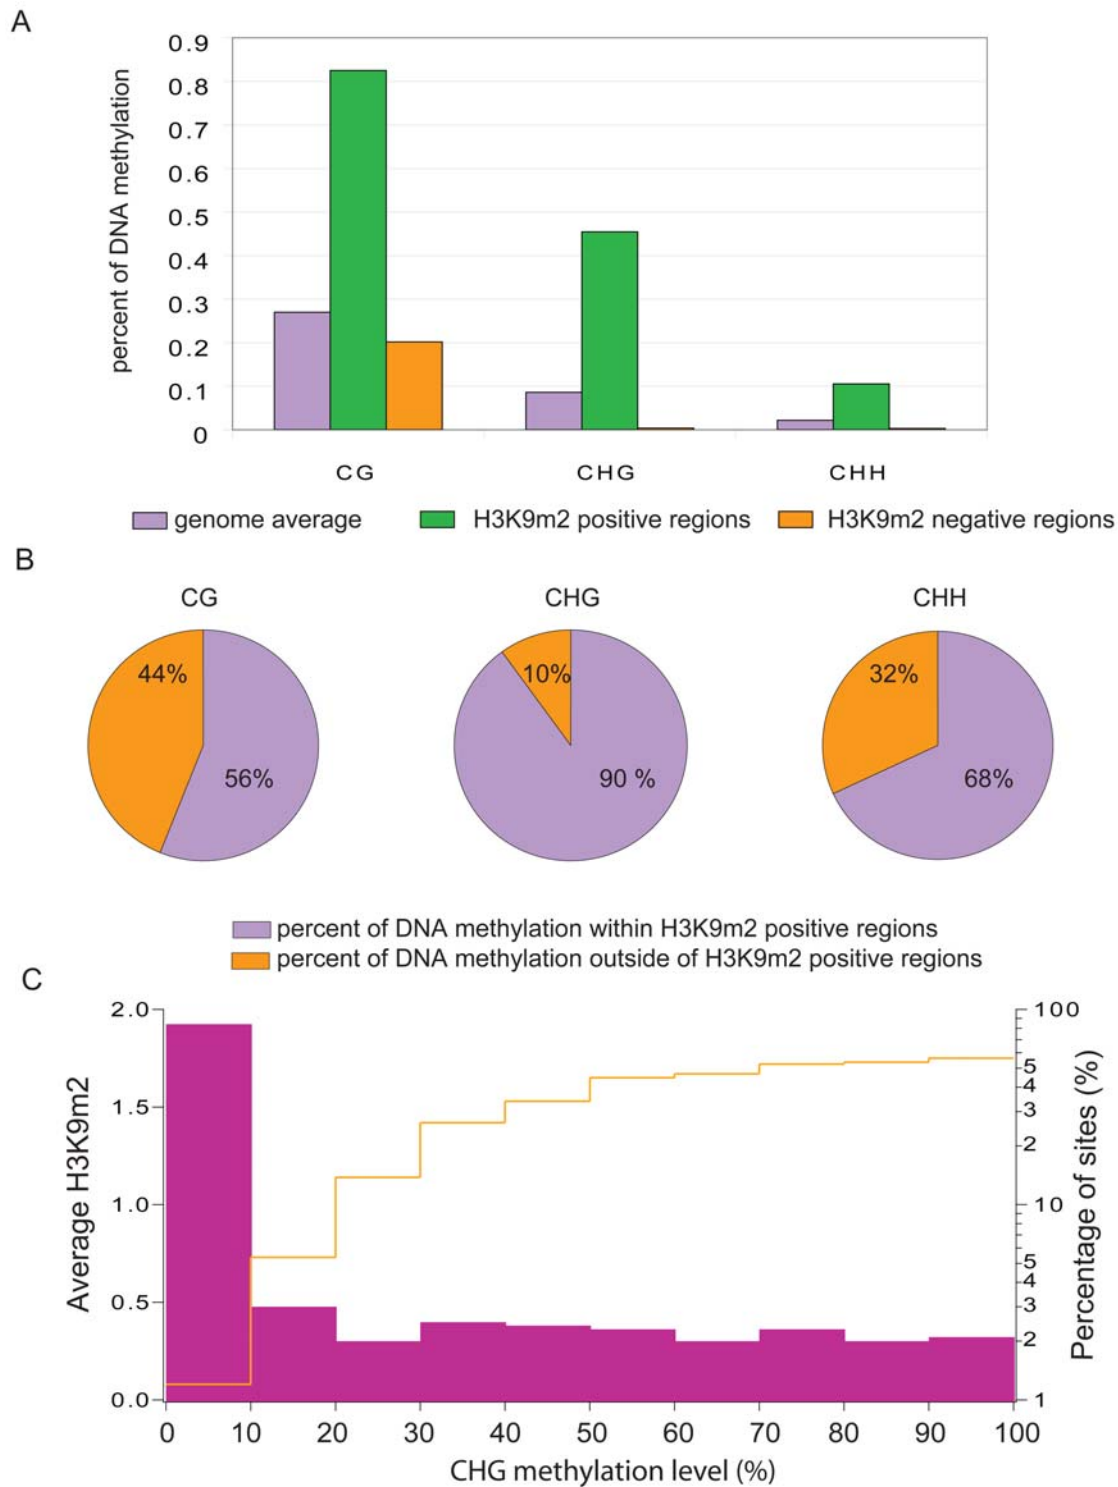 A
percent of DNA methylation
0.9
0.8
0.7
0.6
0.5
0.4
0.3
0.2
0.1
0
CG CHG CHH
genome average H3K9m2 positive regions H3K9m2 negative regions
B
CG CHG CHH
44% 10% 32%
56% 90 % 68%
percent of DNA methylation within H3K9m2 positive regions
percent of DNA methylation outside of H3K9m2 positive regions
C
Average H3K9m2
2.0
1.5
1.0
0.5
0.0
100
5
4
3
2
10
5
4
3
2
1
Percentage of sites (%)
0 10 20 30 40 50 60 70 80 90 100
CHG methylation level (%)